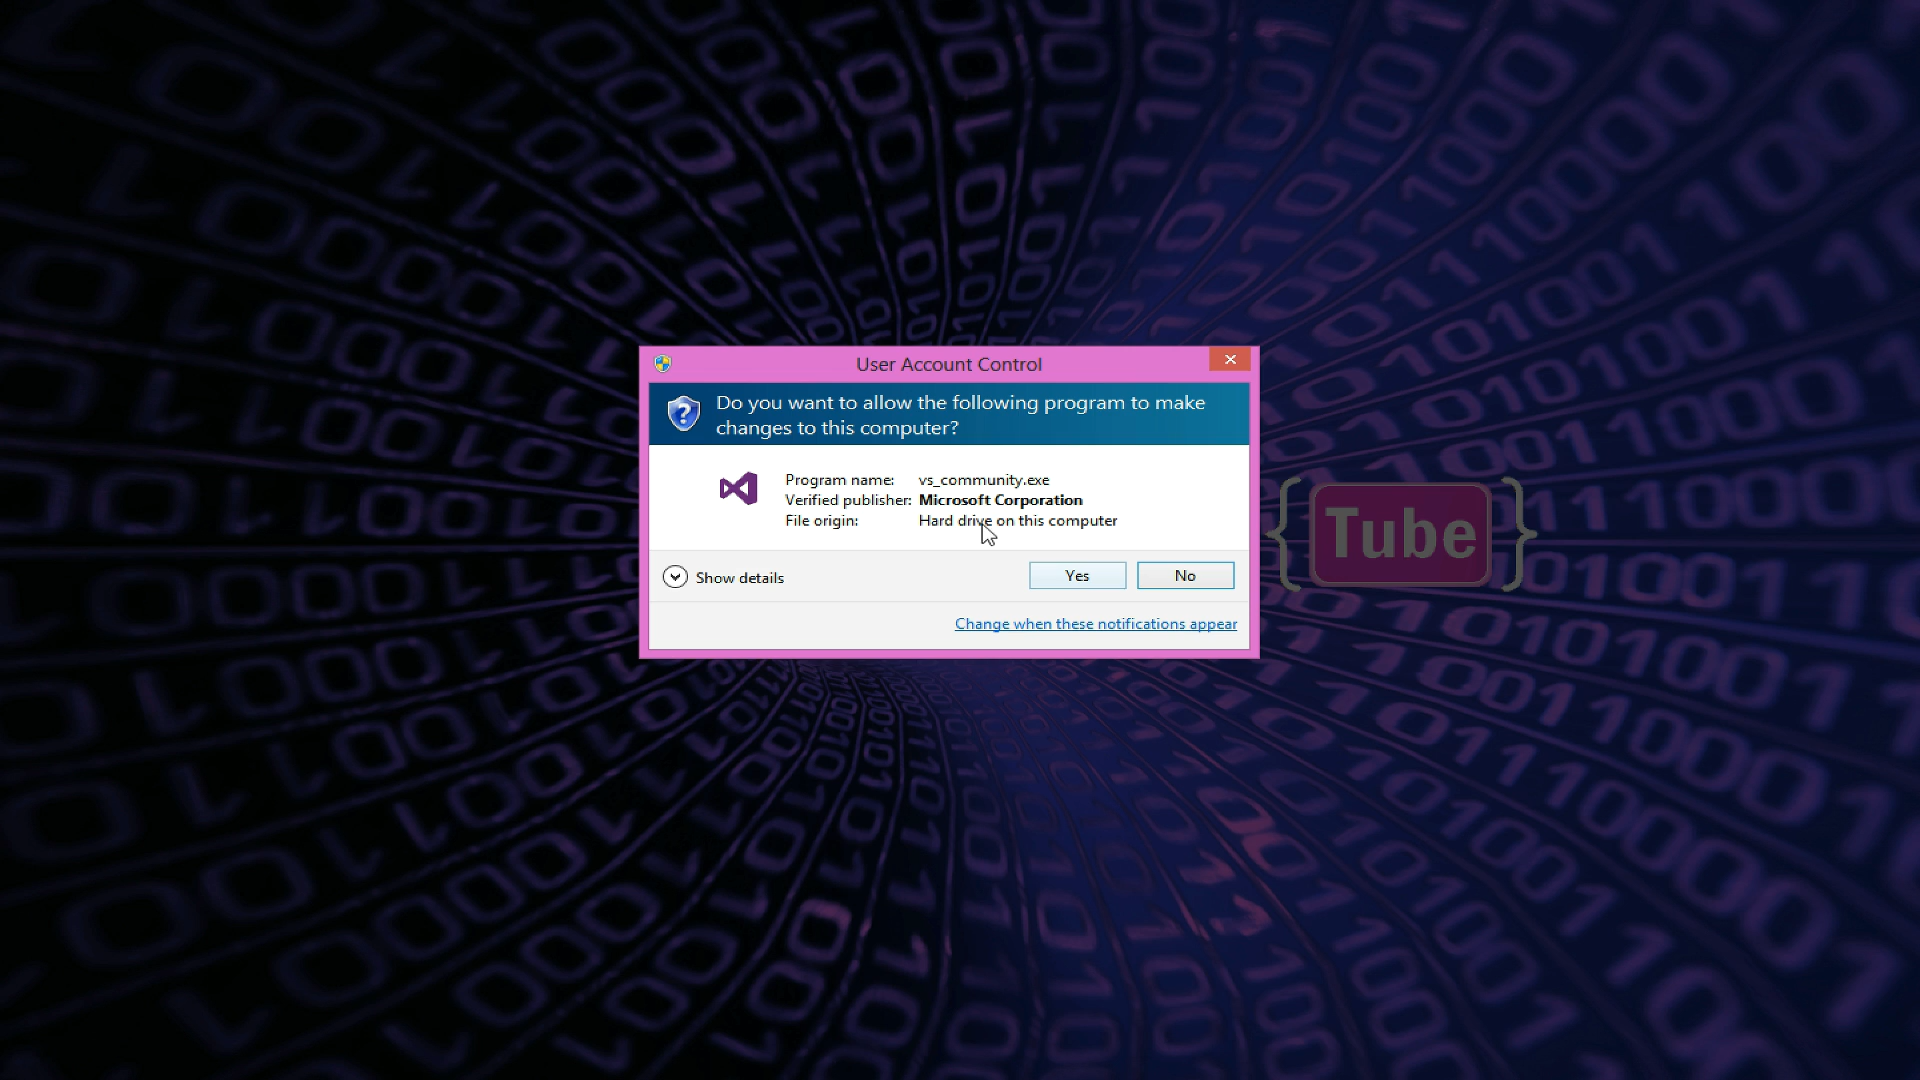 User Account Control
Do you want to allow the following program to make
changes to this computer?
Program name: vs_community.exe
Verified publisher: Microsoft Corporation
File origin: Hard drive on this computer
Show details
Yes
No
Change when these notifications appear
{Tube}